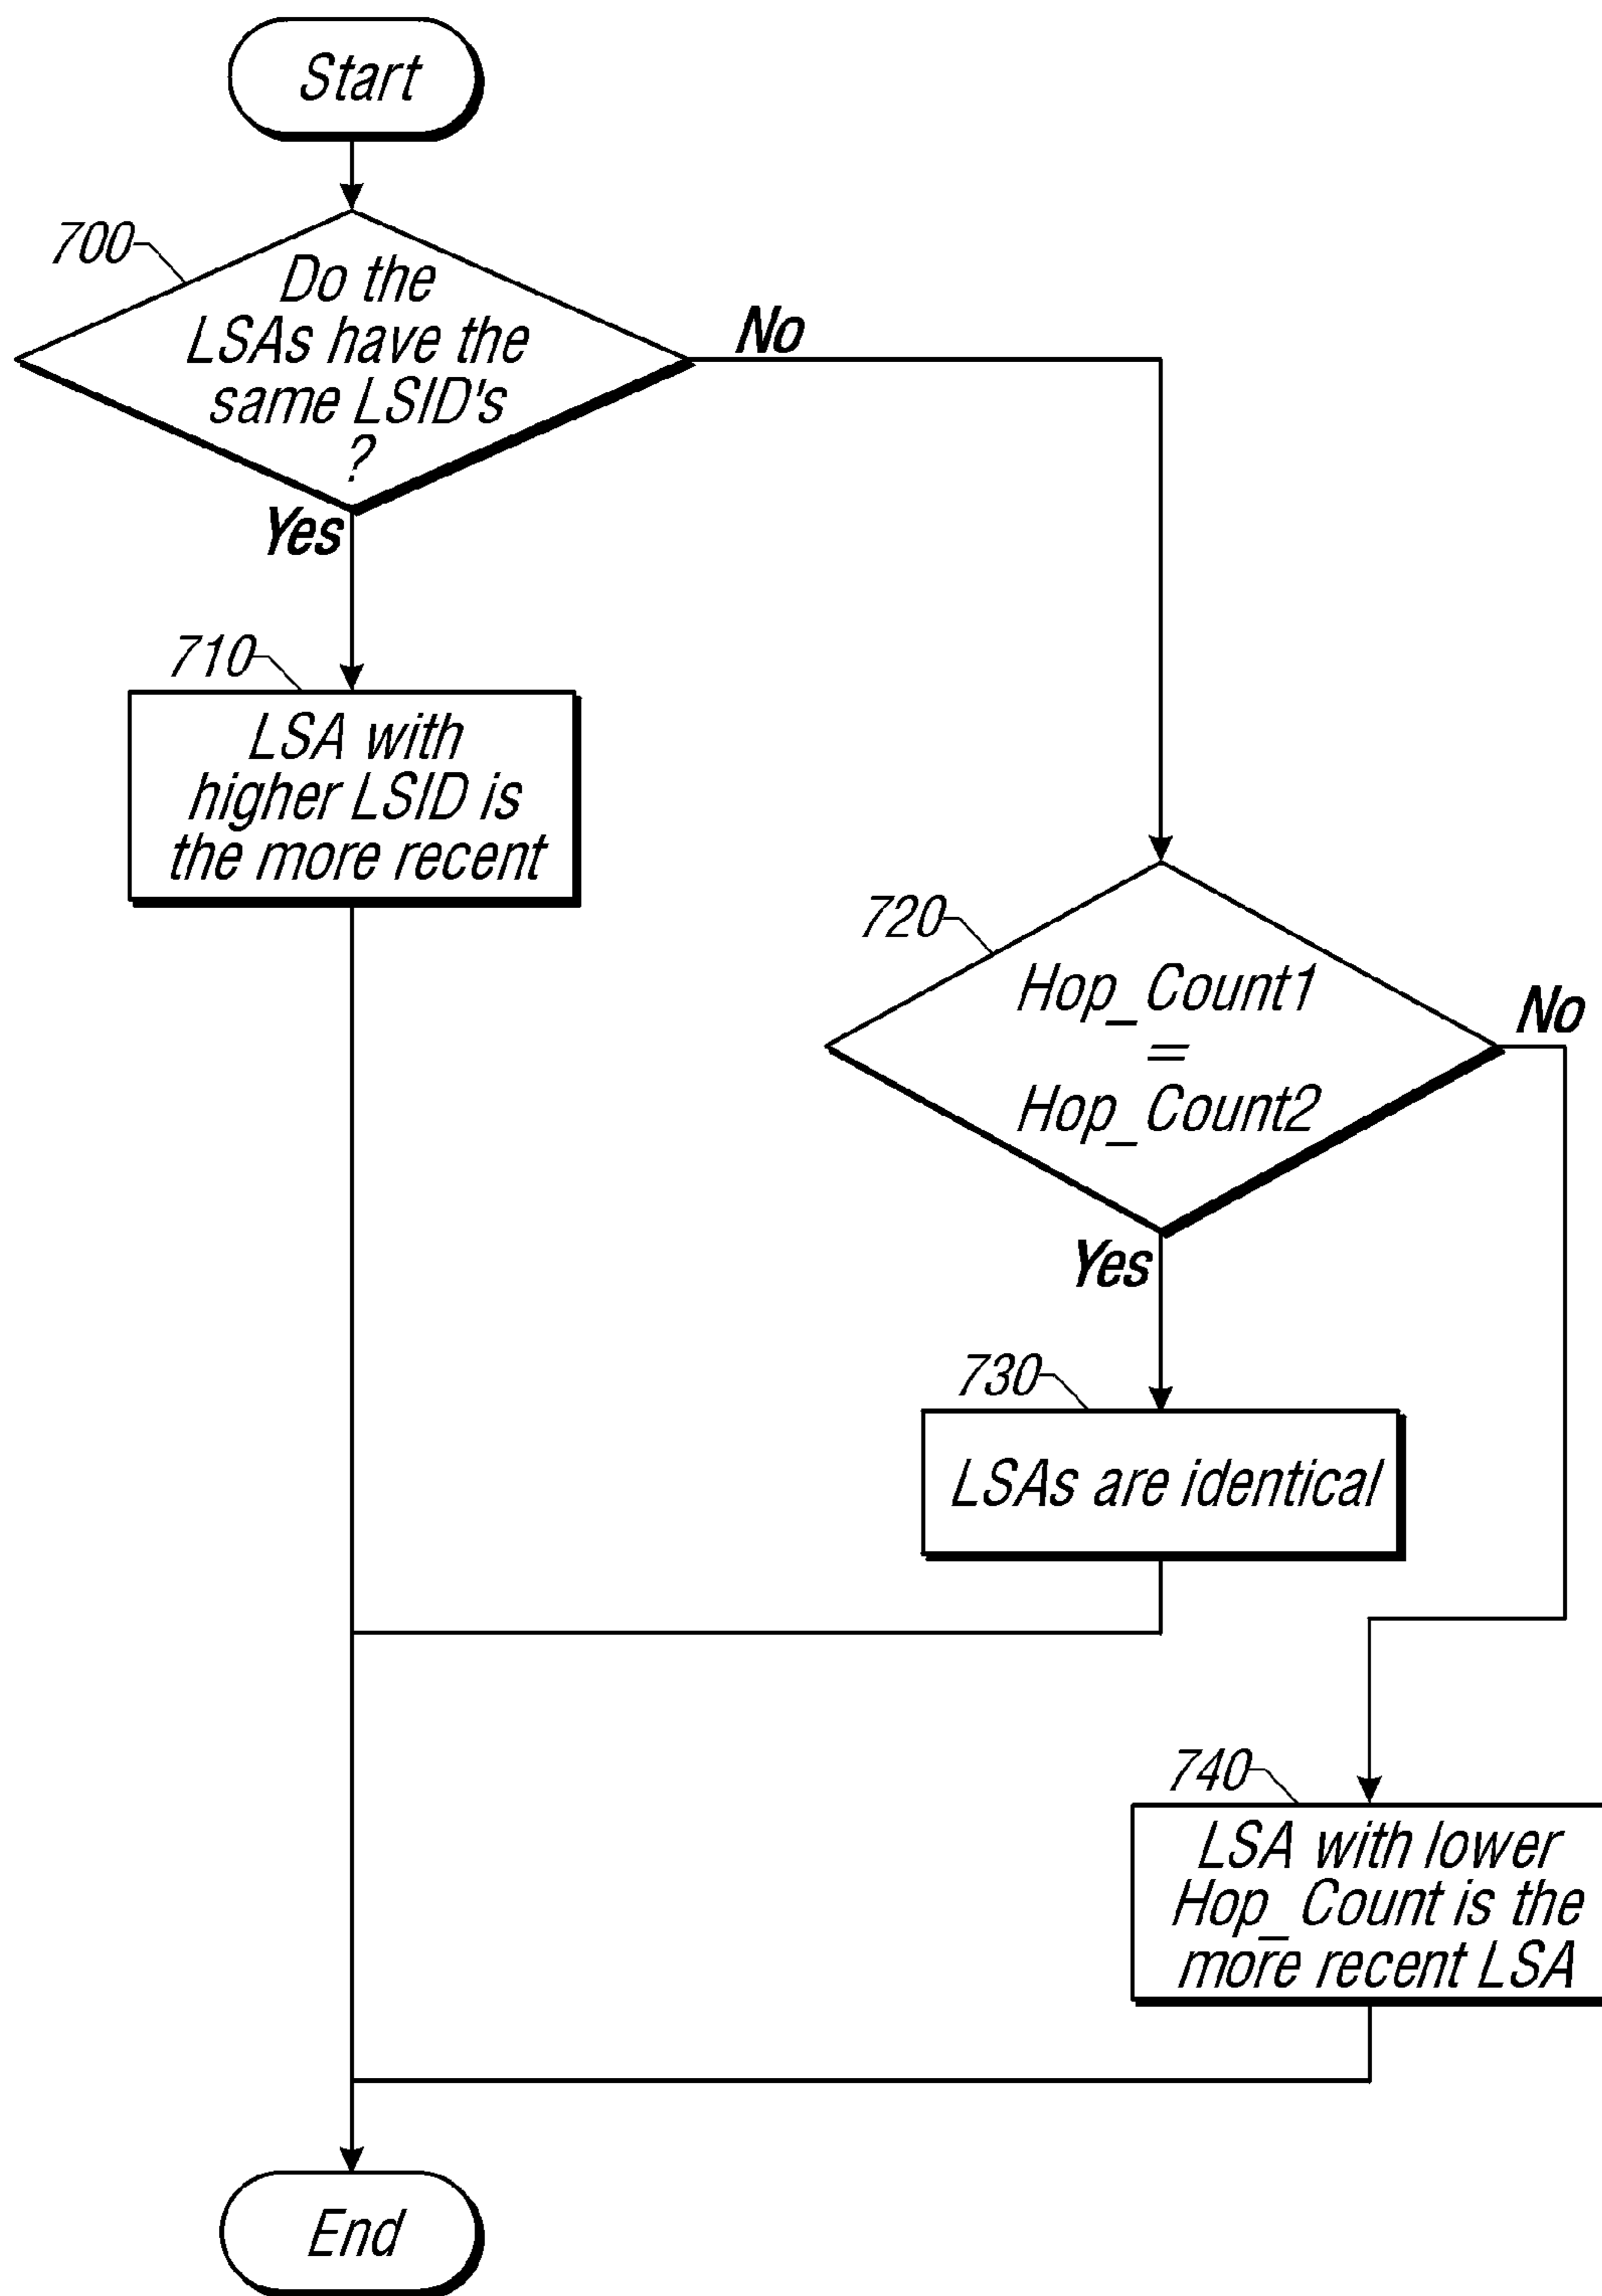 Start
700
Do the
LSAs have the
same LSID's
?
No
Yes
710
LSA with
higher LSID is
the more recent
720
Hop_Count1
=
Hop_Count2
No
Yes
730
LSAs are identical
740
LSA with lower
Hop_Count is the
more recent LSA
End